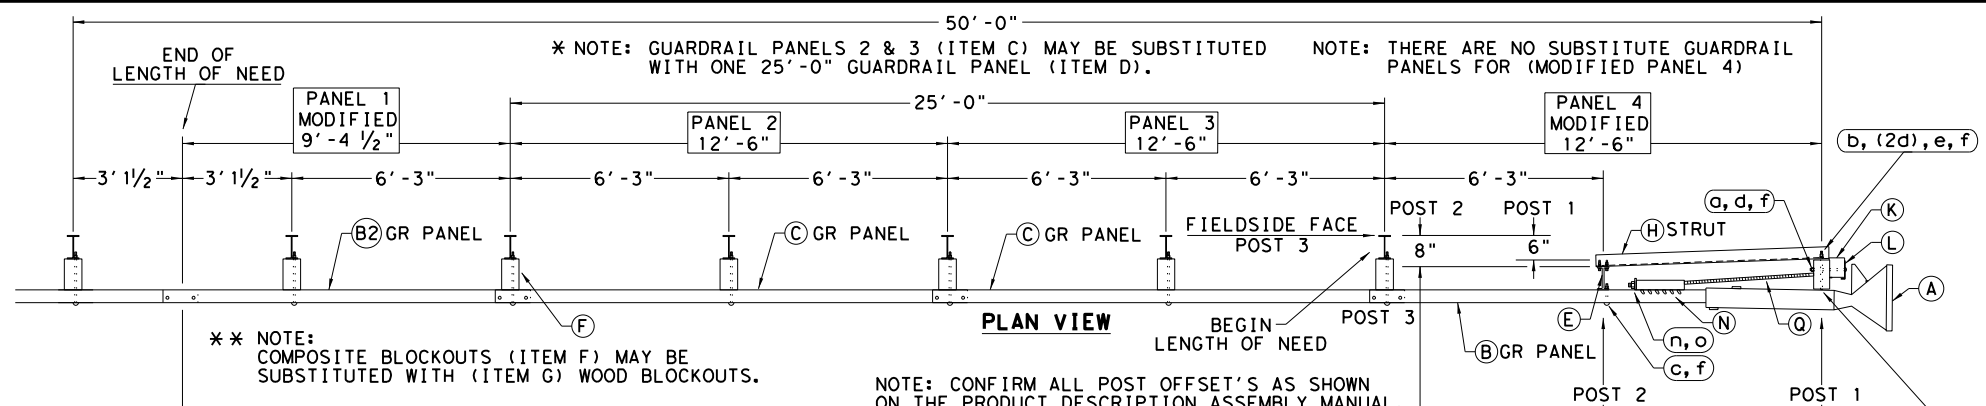 50'-0"
END OF
LENGTH OF NEED
* NOTE: GUARDRAIL PANELS 2 & 3 (ITEM C) MAY BE SUBSTITUTED
WITH ONE 25'-0" GUARDRAIL PANEL (ITEM D).
NOTE: THERE ARE NO SUBSTITUTE GUARDRAIL
PANELS FOR (MODIFIED PANEL 4)
25'-0"
PANEL 1
MODIFIED
9'-4 1/2"
PANEL 2
12'-6"
PANEL 3
12'-6"
PANEL 4
MODIFIED
12'-6"
b, (2d), e, f
3' 1 1/2" 3' 1 1/2" 6'-3" 6'-3" 6'-3" 6'-3" 6'-3" 6'-3"
POST 2 POST 1
a, d, f
K
FIELDSIDE FACE
POST 3
8" 6"
H STRUT
L
B2 GR PANEL
C GR PANEL
C GR PANEL
A
F
PLAN VIEW
BEGIN
LENGTH OF NEED
POST 3
E
N
Q
n, o
B GR PANEL
c, f
* * NOTE:
COMPOSITE BLOCKOUTS (ITEM F) MAY BE
SUBSTITUTED WITH (ITEM G) WOOD BLOCKOUTS.
NOTE: CONFIRM ALL POST OFFSET'S AS SHOWN
ON THE PRODUCT DESCRIPTION ASSEMBLY MANUAL
POST 2 POST 1